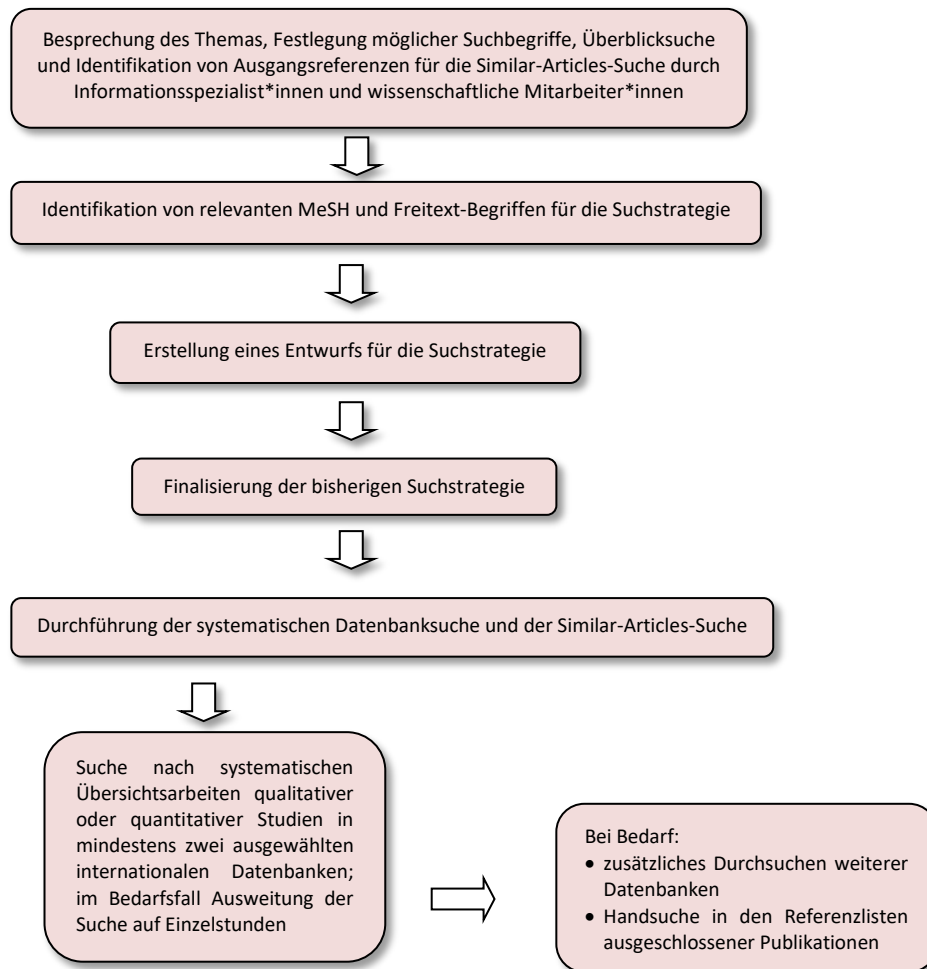 Besprechung des Themas, Festlegung möglicher Suchbegriffe, Überblicksuche
und Identifikation von Ausgangsreferenzen für die Similar-Articles-Suche durch
Informationsspezialist*innen und wissenschaftliche Mitarbeiter*innen
Identifikation von relevanten MeSH und Freitext-Begriffen für die Suchstrategie
Erstellung eines Entwurfs für die Suchstrategie
Finalisierung der bisherigen Suchstrategie
Durchführung der systematischen Datenbanksuche und der Similar-Articles-Suche
Suche nach systematischen
Übersichtsarbeiten qualitativer
oder quantitativer Studien in
mindestens zwei ausgewählten
internationalen Datenbanken;
im Bedarfsfall Ausweitung der
Suche auf Einzelstunden
Bei Bedarf:
• zusätzliches Durchsuchen weiterer
Datenbanken
• Handsuche in den Referenzlisten
ausgeschlossener Publikationen